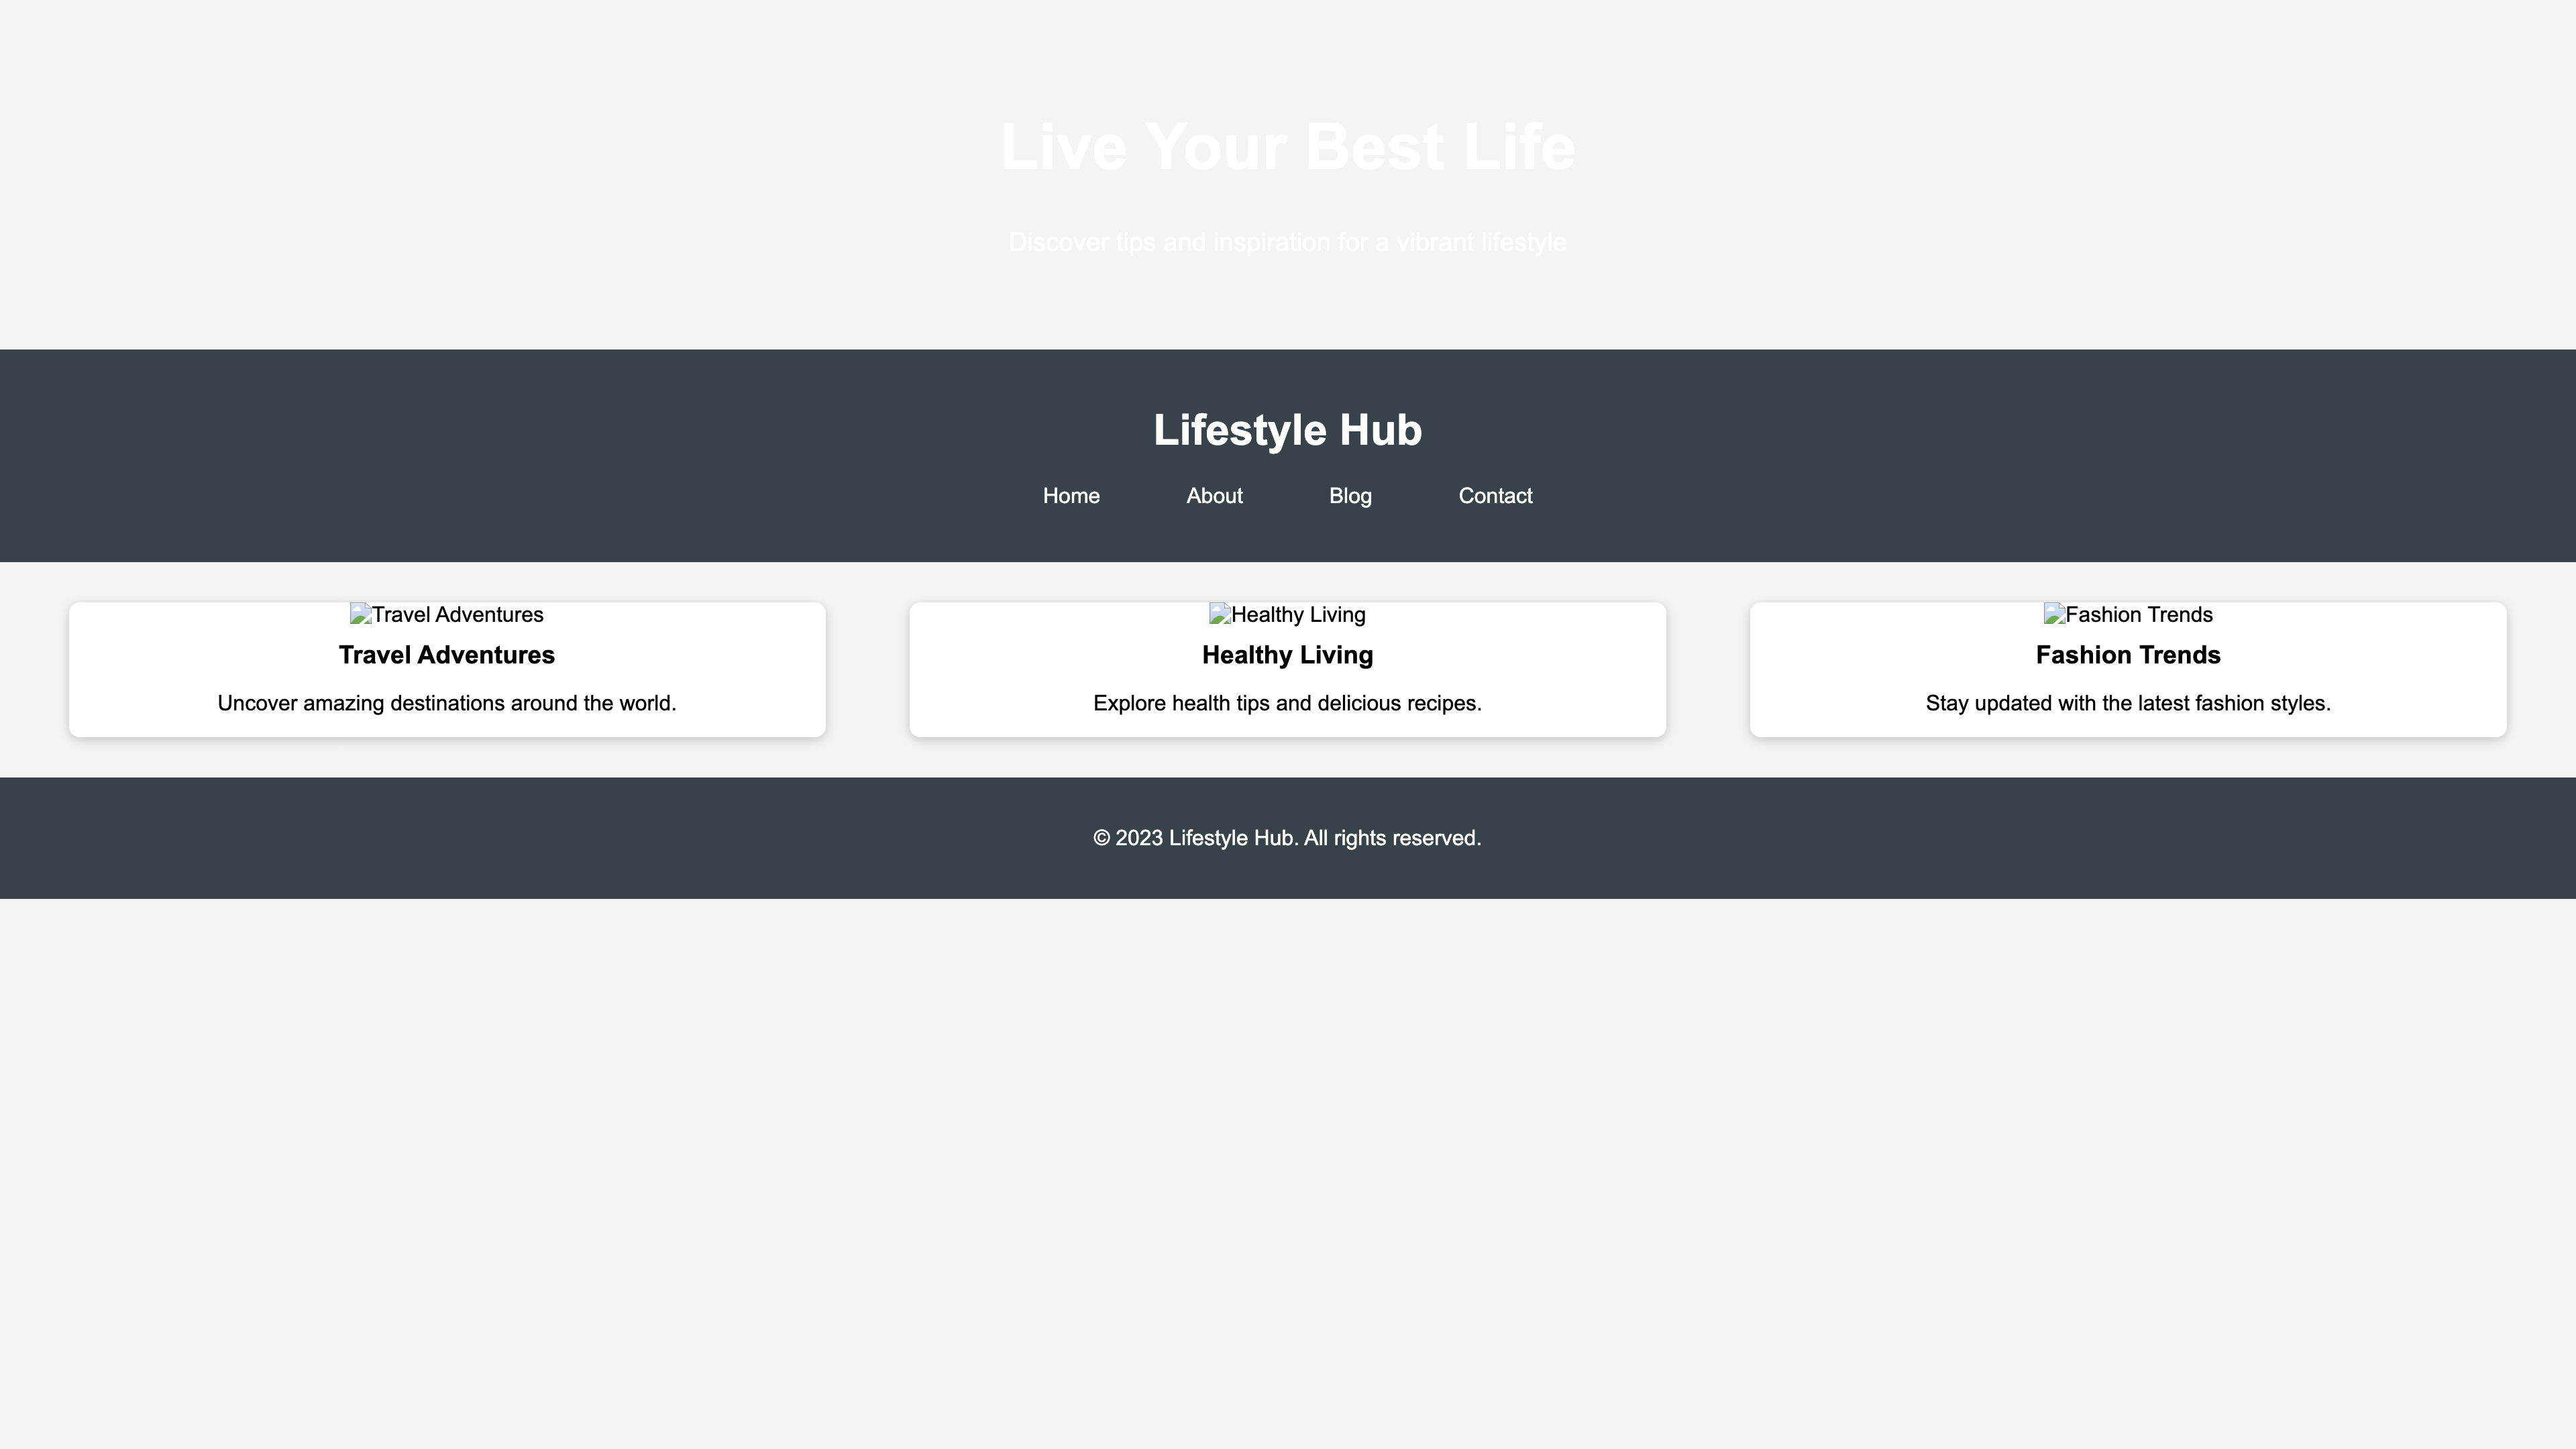 Live Your Best Life
Discover tips and inspiration for a vibrant lifestyle
Lifestyle Hub
Home About Blog Contact
Travel Adventures
Travel Adventures
Uncover amazing destinations around the world.
Healthy Living
Healthy Living
Explore health tips and delicious recipes.
Fashion Trends
Fashion Trends
Stay updated with the latest fashion styles.
© 2023 Lifestyle Hub. All rights reserved.